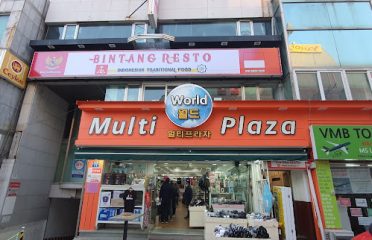 BINTANG RESTO
INDONESIAN TRADITIONAL FOOD
World
월드
Multi Plaza
멀티프라자
VMB TO